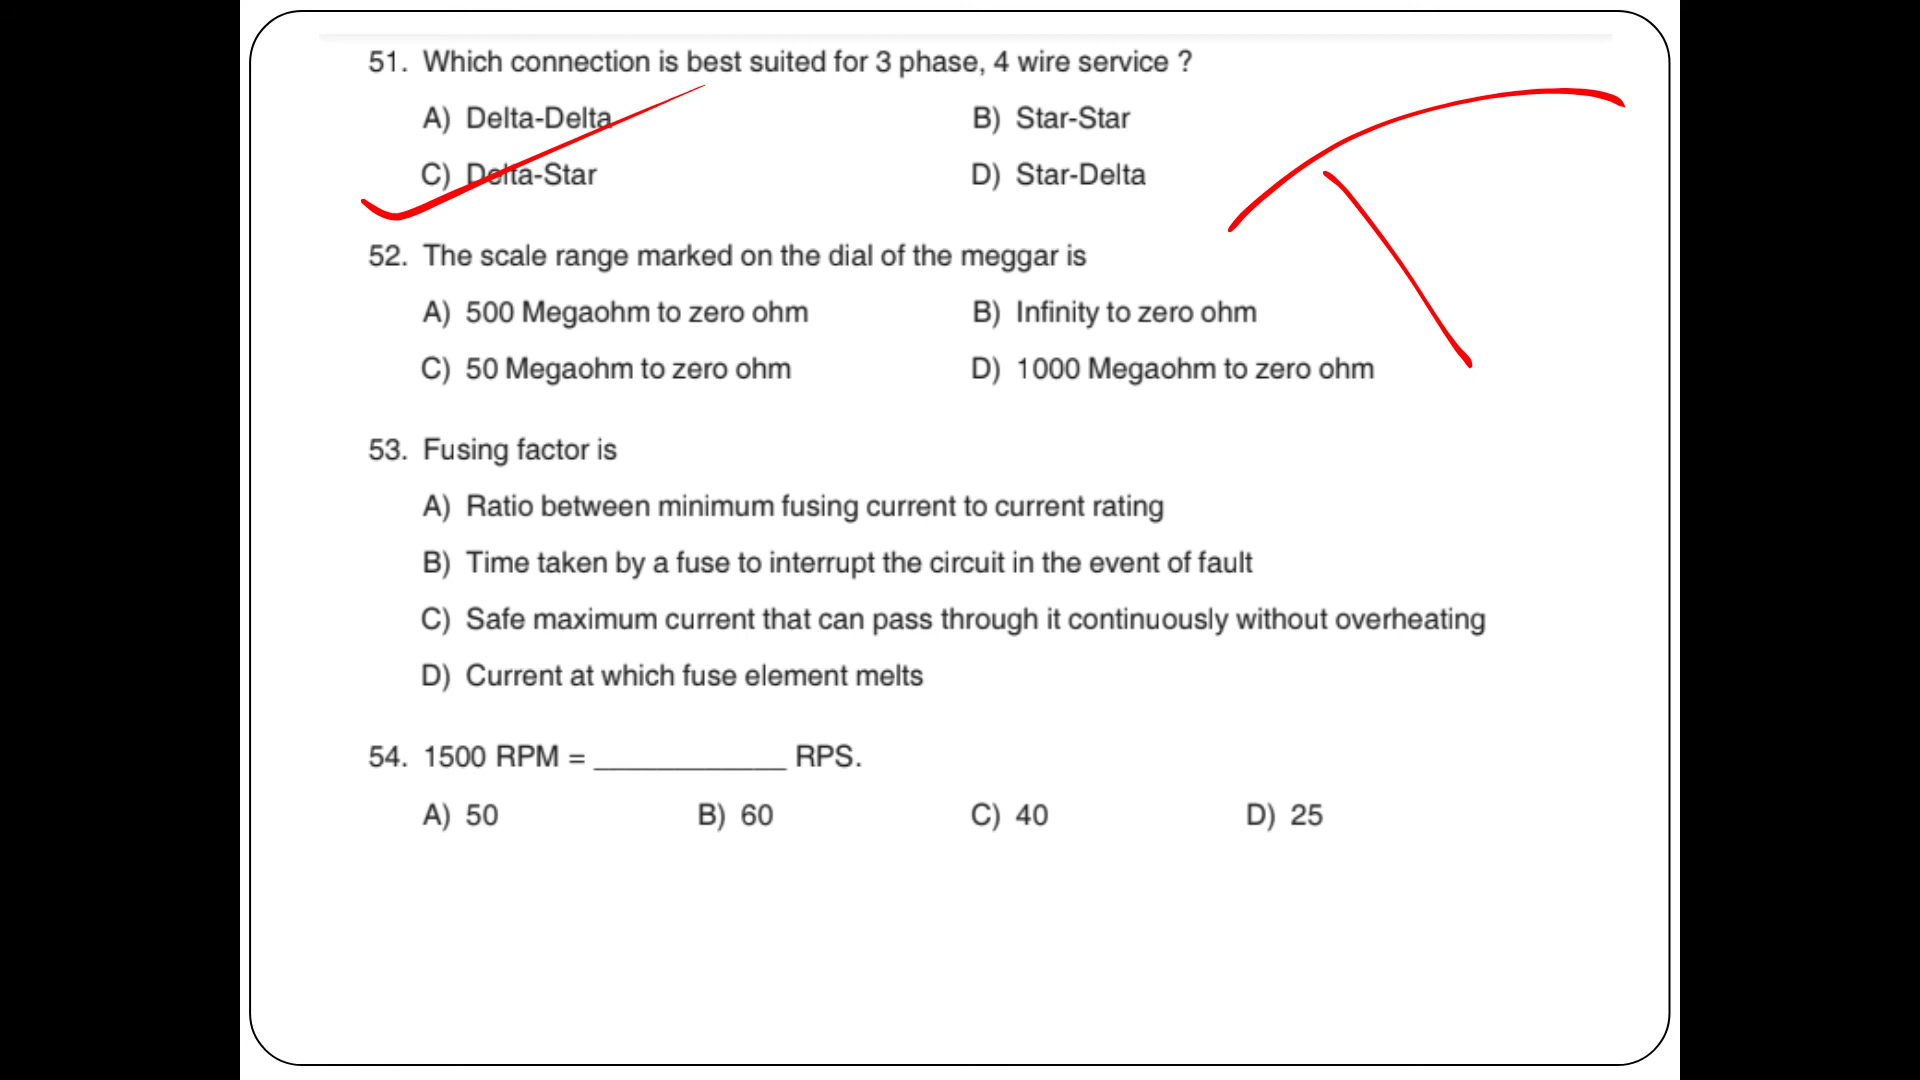 51. Which connection is best suited for 3 phase, 4 wire service ?
A) Delta-Delta B) Star-Star
C) Delta-Star D) Star-Delta
52. The scale range marked on the dial of the meggar is
A) 500 Megaohm to zero ohm B) Infinity to zero ohm
C) 50 Megaohm to zero ohm D) 1000 Megaohm to zero ohm
53. Fusing factor is
A) Ratio between minimum fusing current to current rating
B) Time taken by a fuse to interrupt the circuit in the event of fault
C) Safe maximum current that can pass through it continuously without overheating
D) Current at which fuse element melts
54. 1500 RPM = ____________ RPS.
A) 50 B) 60 C) 40 D) 25